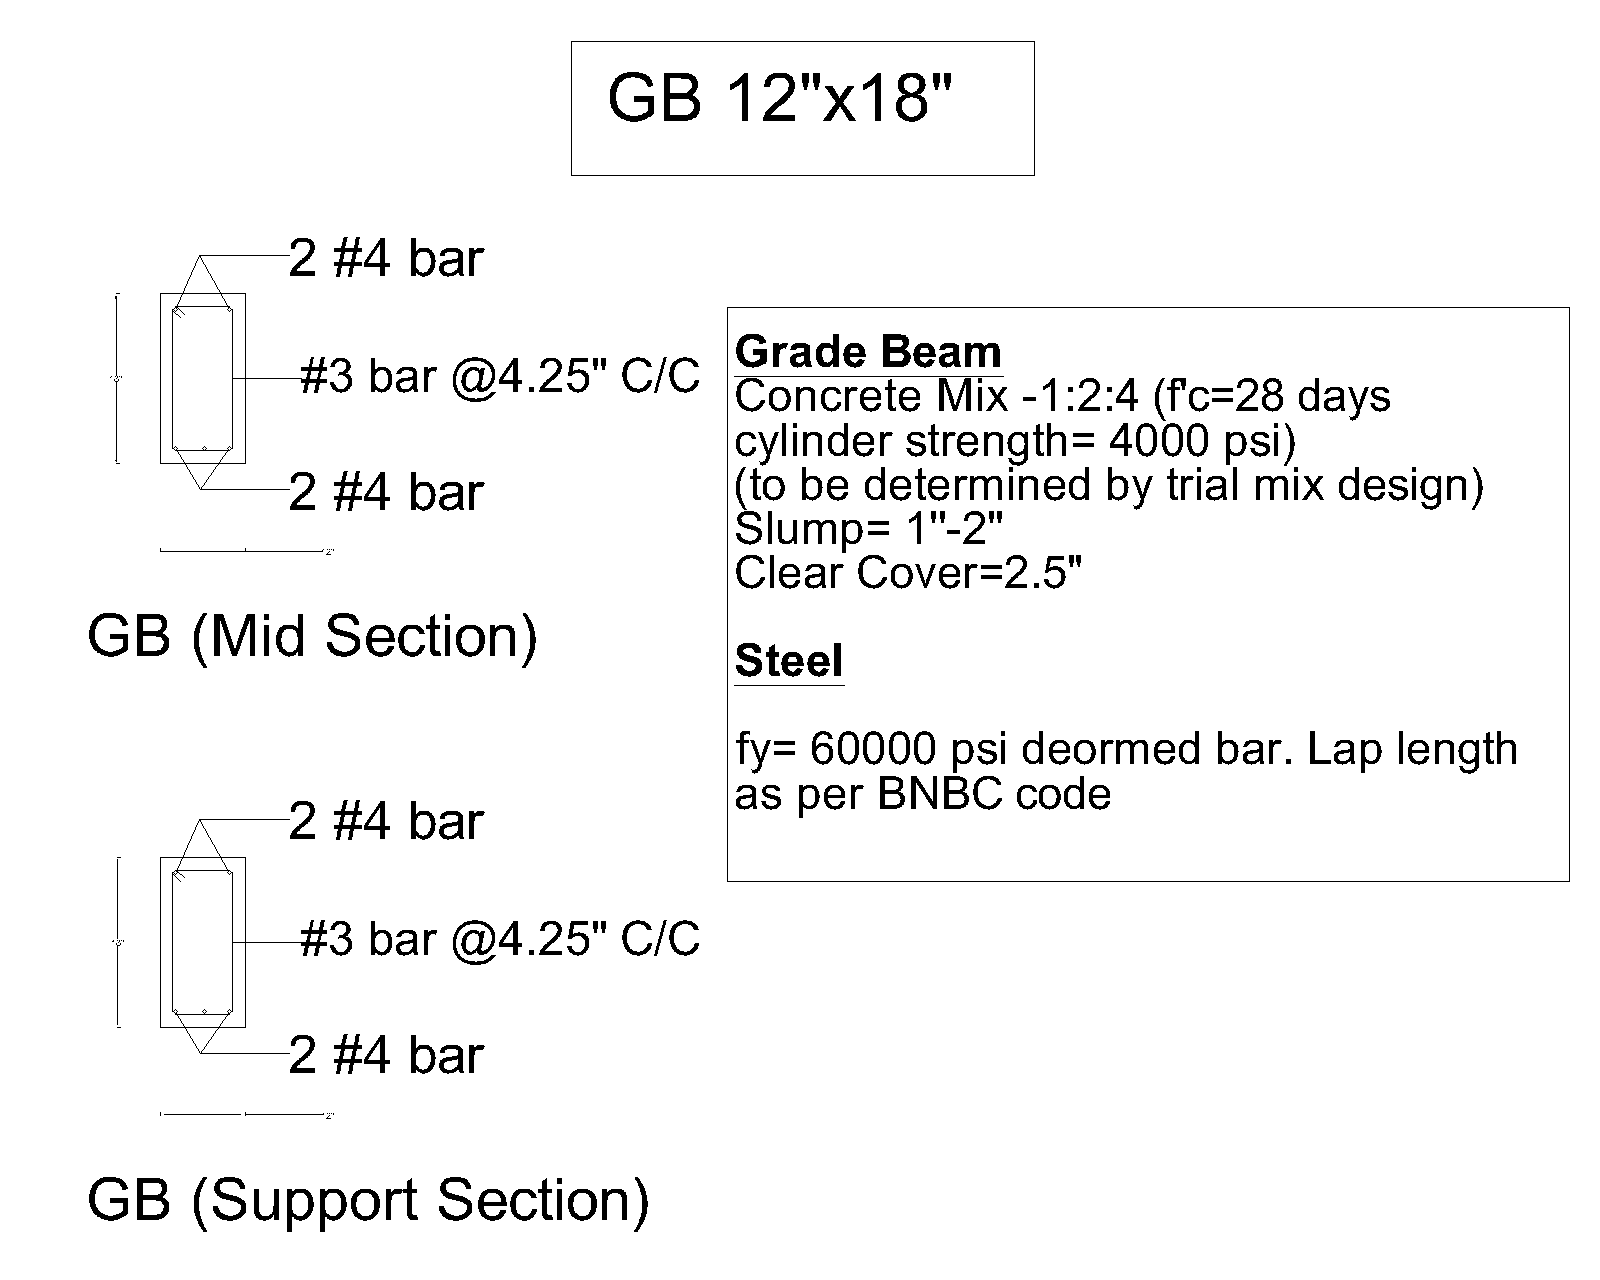 GB 12"x18"
2 #4 bar
#3 bar @4.25" C/C
2 #4 bar
GB (Mid Section)
Grade Beam
Concrete Mix -1:2:4 (f'c=28 days
cylinder strength= 4000 psi)
(to be determined by trial mix design)
Slump= 1"-2"
Clear Cover=2.5"
Steel
fy= 60000 psi deormed bar. Lap length
as per BNBC code
2 #4 bar
#3 bar @4.25" C/C
2 #4 bar
GB (Support Section)